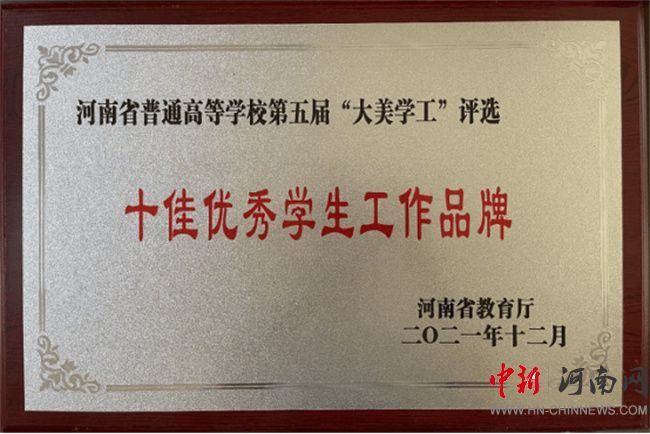 河南省普通高等学校第五届“大美学工”评选
十佳优秀学生工作品牌
河南省教育厅
二〇二一年十二月
中新 河南网
WWW.HN-CHINNEWS.COM